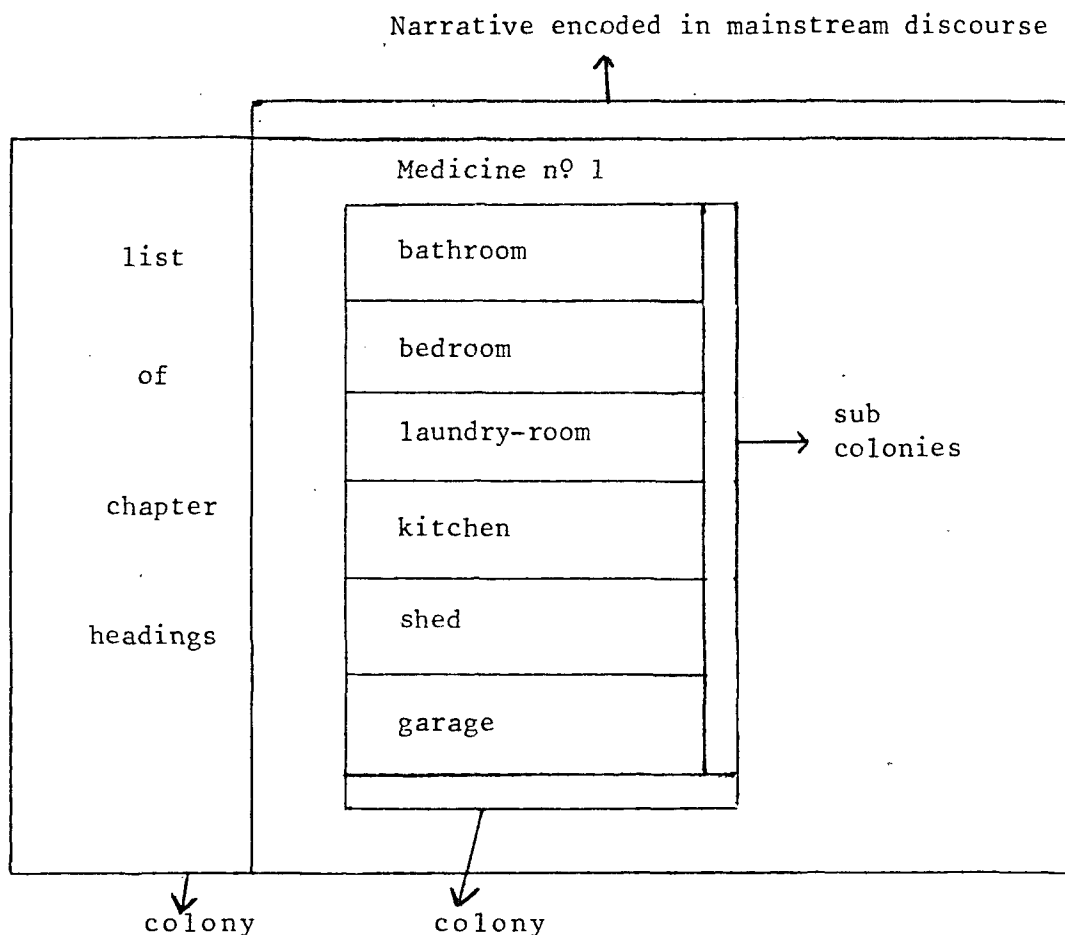 Narrative encoded in mainstream discourse
Medicine nº 1
list
of
chapter
headings
bathroom
bedroom
laundry-room
kitchen
shed
garage
sub
colonies
colony
colony